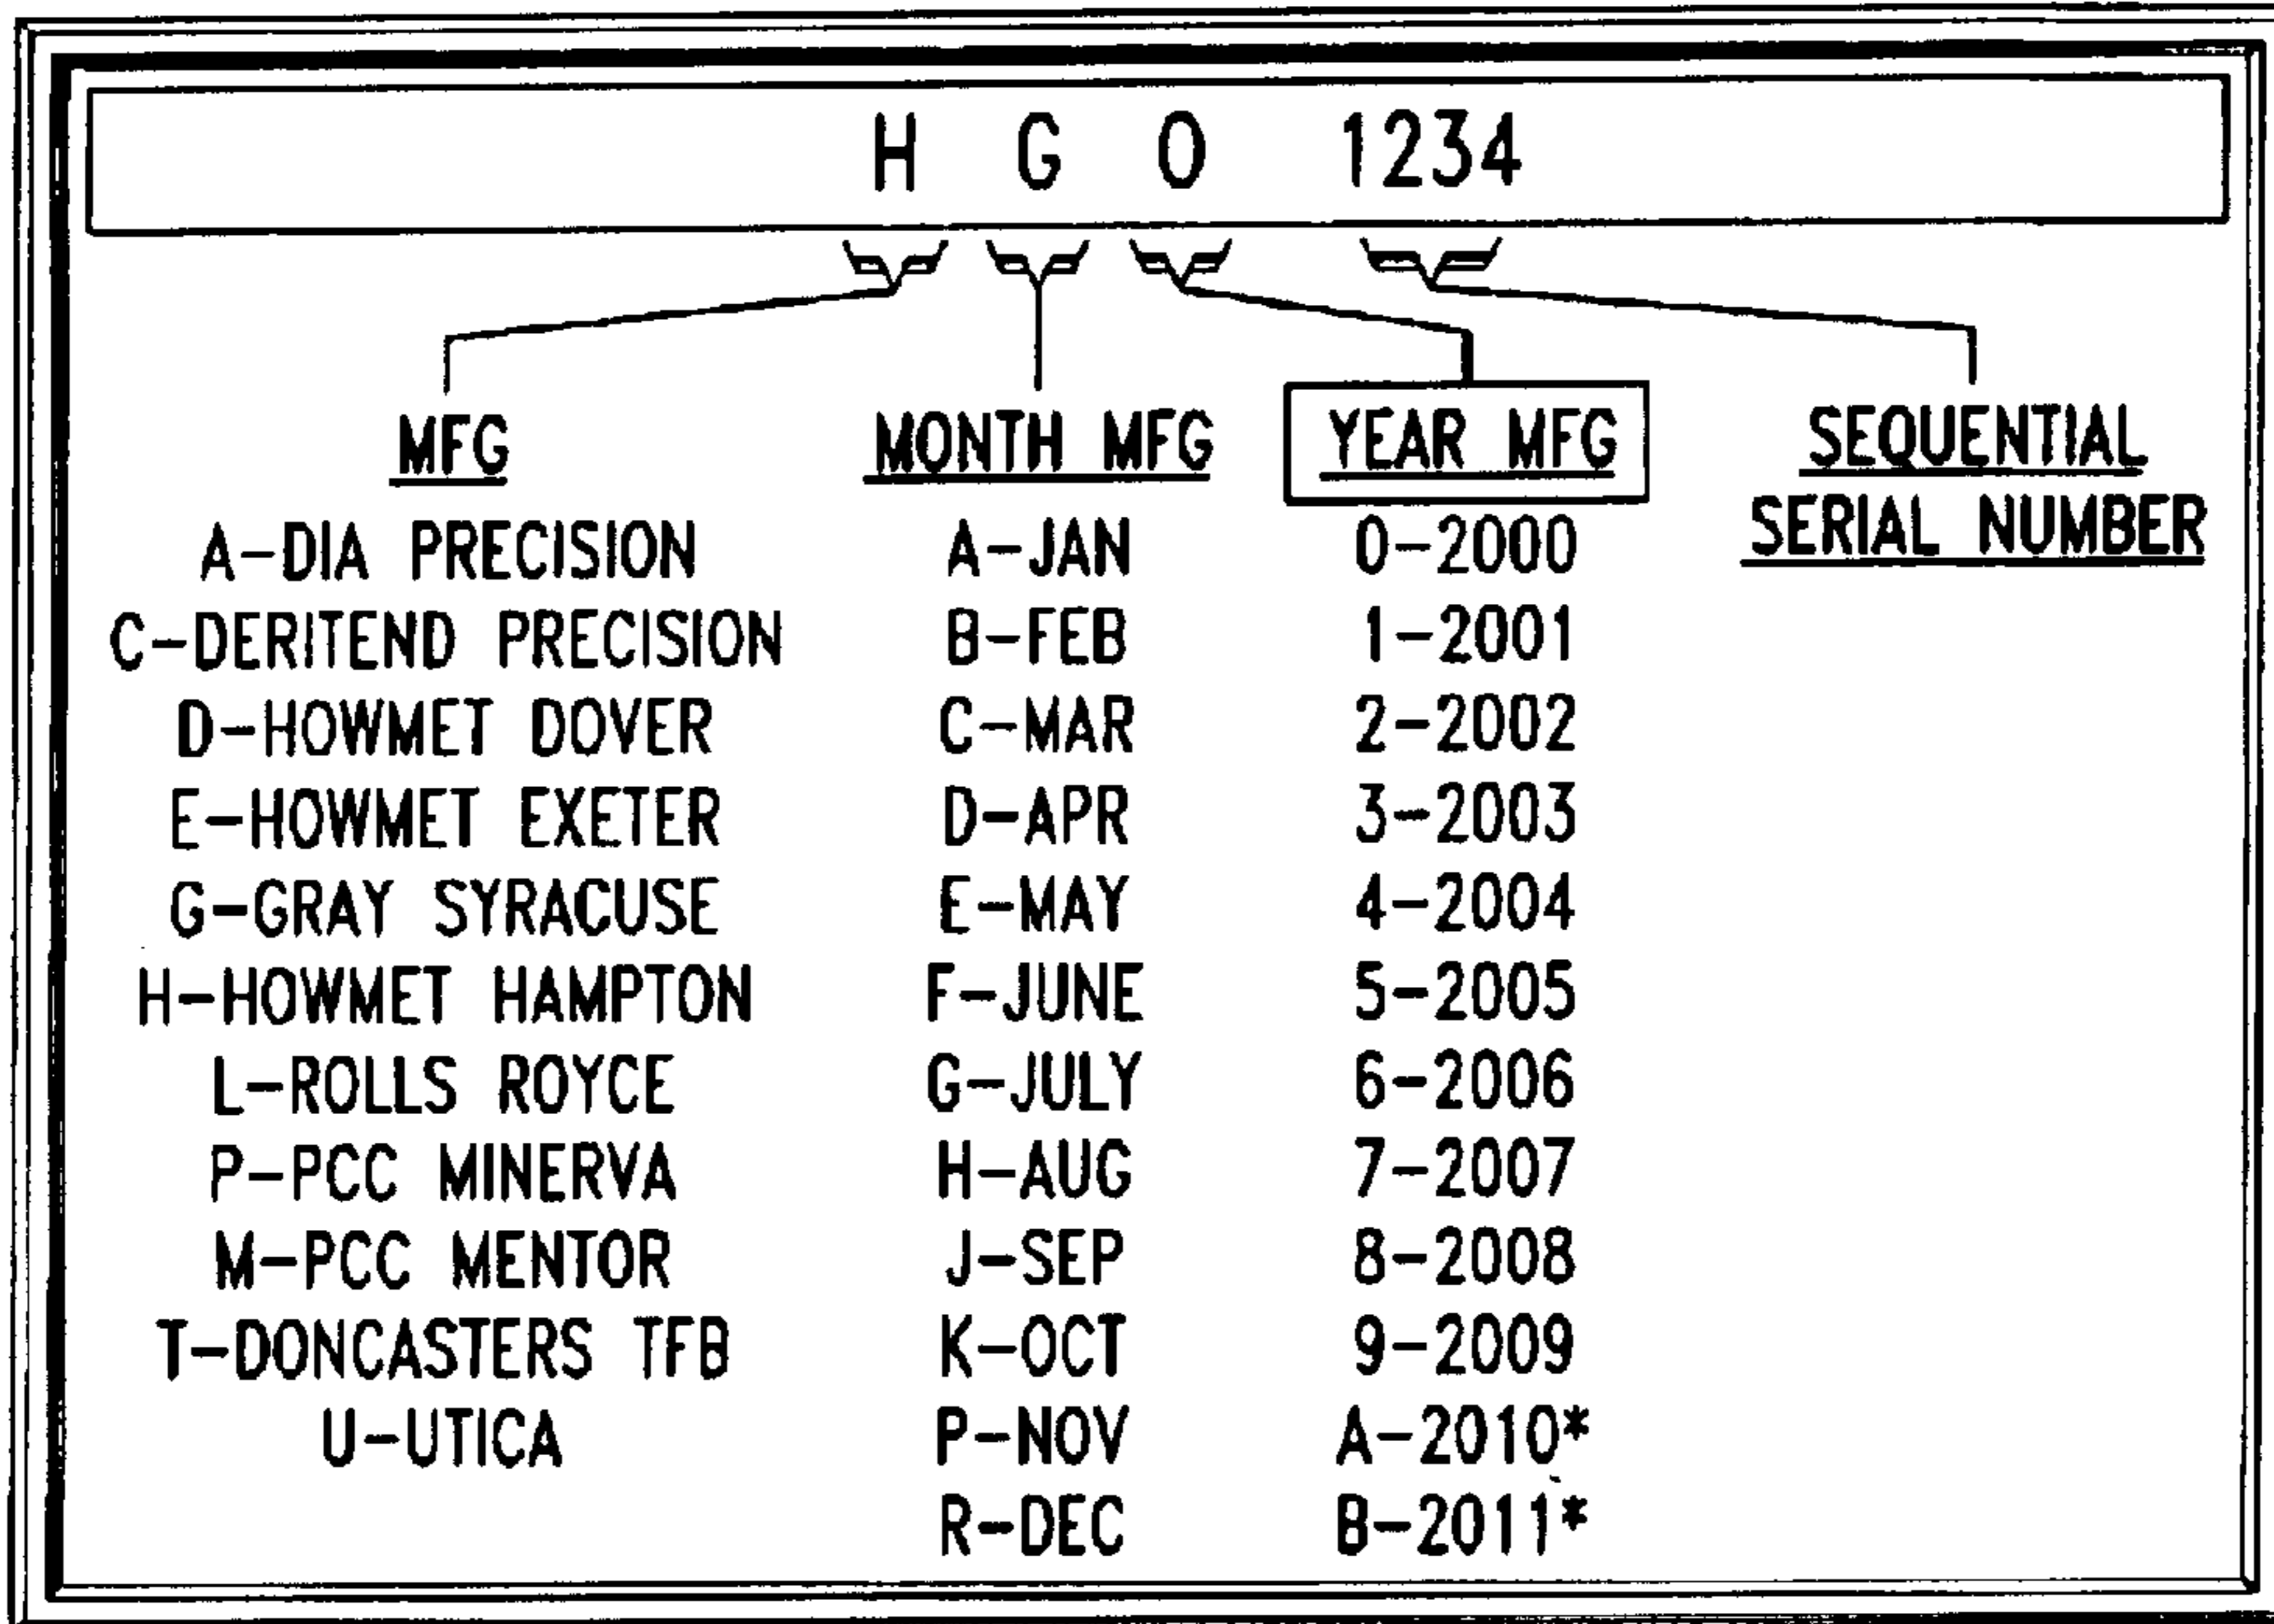 H G 0 1234
MFG MONTH MFG YEAR MFG SEQUENTIAL
SERIAL NUMBER
A-DIA PRECISION A-JAN 0-2000
C-DERITEND PRECISION B-FEB 1-2001
D-HOWMET DOVER C-MAR 2-2002
E-HOWMET EXETER D-APR 3-2003
G-GRAY SYRACUSE E-MAY 4-2004
H-HOWMET HAMPTON F-JUNE 5-2005
L-ROLLS ROYCE G-JULY 6-2006
P-PCC MINERVA H-AUG 7-2007
M-PCC MENTOR J-SEP 8-2008
T-DONCASTERS TFB K-OCT 9-2009
U-UTICA P-NOV A-2010*
R-DEC B-2011*